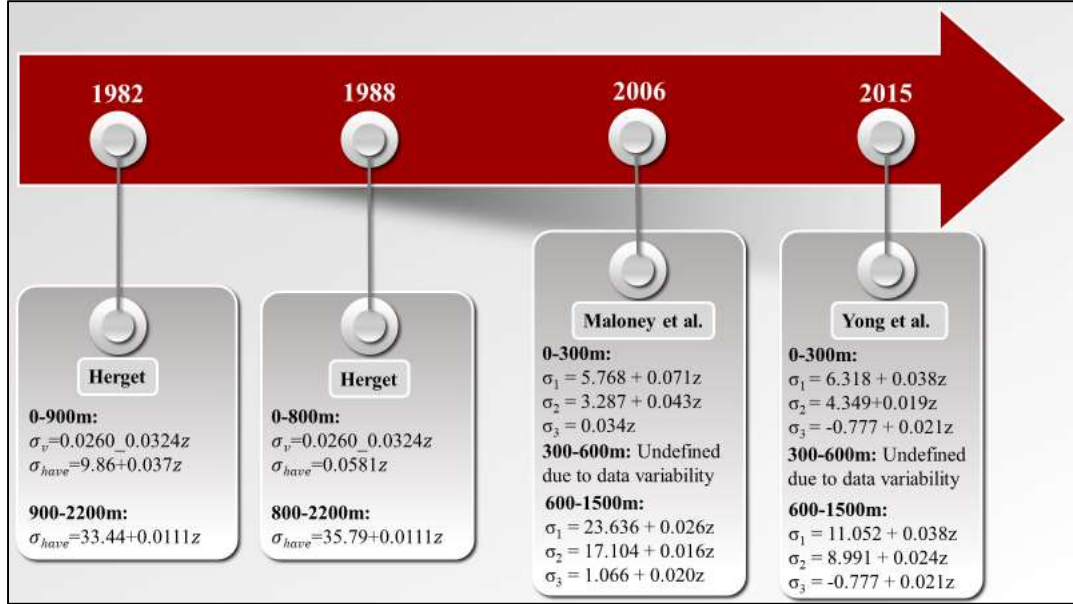 1982
1988
2006
2015
Herget
0-900m:
σᵥ=0.0260_0.0324z
σₕₐᵥₑ=9.86+0.037z
900-2200m:
σₕₐᵥₑ=33.44+0.0111z
Herget
0-800m:
σᵥ=0.0260_0.0324z
σₕₐᵥₑ=0.0581z
800-2200m:
σₕₐᵥₑ=35.79+0.0111z
Maloney et al.
0-300m:
σ₁ = 5.768 + 0.071z
σ₂ = 3.287 + 0.043z
σ₃ = 0.034z
300-600m: Undefined
due to data variability
600-1500m:
σ₁ = 23.636 + 0.026z
σ₂ = 17.104 + 0.016z
σ₃ = 1.066 + 0.020z
Yong et al.
0-300m:
σ₁ = 6.318 + 0.038z
σ₂ = 4.349+0.019z
σ₃ = -0.777 + 0.021z
300-600m: Undefined
due to data variability
600-1500m:
σ₁ = 11.052 + 0.038z
σ₂ = 8.991 + 0.024z
σ₃ = -0.777 + 0.021z